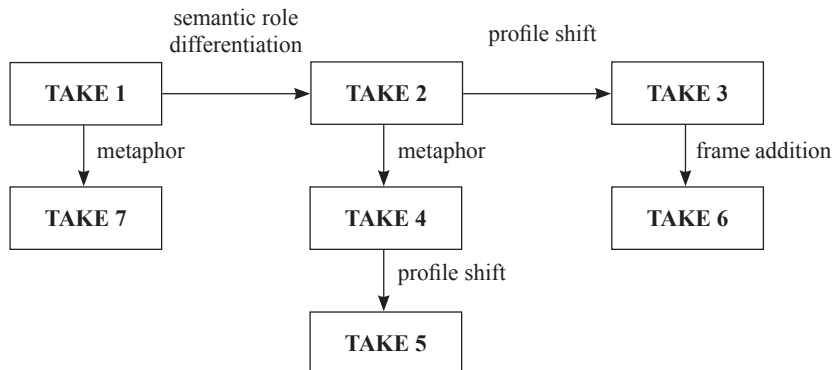 semantic role
differentiation
profile shift
TAKE 1
TAKE 2
TAKE 3
metaphor
metaphor
frame addition
TAKE 7
TAKE 4
TAKE 6
profile shift
TAKE 5